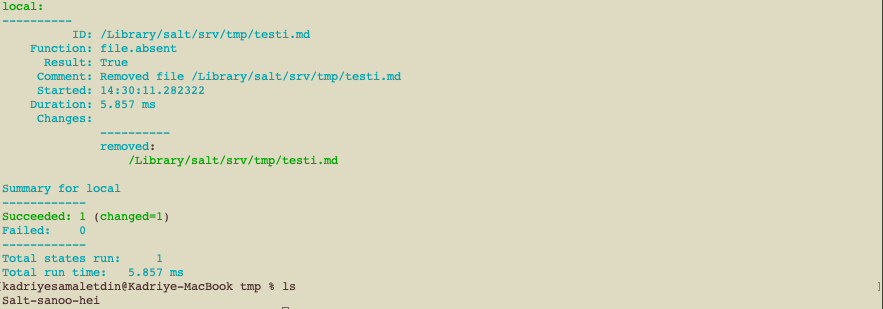 local:
----------
          ID: /Library/salt/srv/tmp/testi.md
    Function: file.absent
      Result: True
     Comment: Removed file /Library/salt/srv/tmp/testi.md
     Started: 14:30:11.282322
    Duration: 5.857 ms
     Changes:
              ----------
              removed:
                  /Library/salt/srv/tmp/testi.md

Summary for local
------------
Succeeded: 1 (changed=1)
Failed:    0
------------
Total states run:     1
Total run time:   5.857 ms
[kadriyesamaletdin@Kadriye-MacBook tmp % ls ]
Salt-sanoo-hei